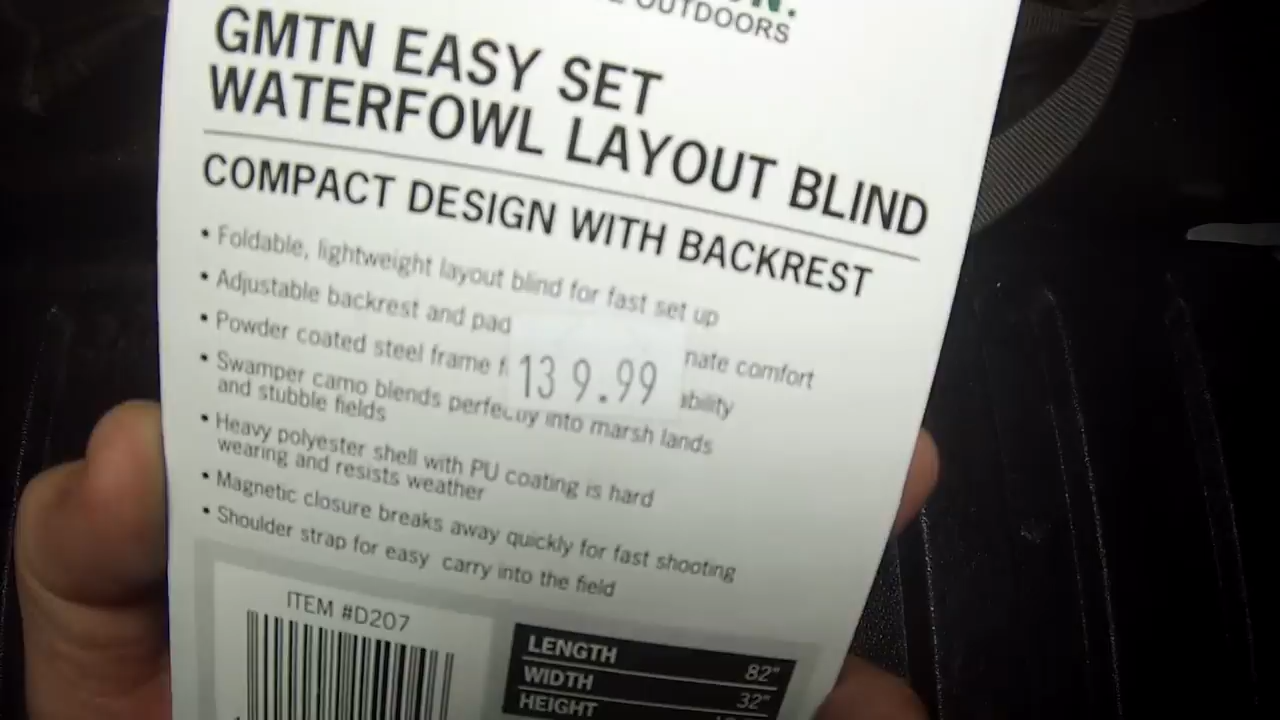 OUTDOORS
GMTN EASY SET
WATERFOWL LAYOUT BLIND
COMPACT DESIGN WITH BACKREST
• Foldable, lightweight layout blind for fast set up
• Adjustable backrest and pad nate comfort
• Powder coated steel frame f ability
139.99
• Swamper camo blends perfectly into marsh lands
and stubble fields
• Heavy polyester shell with PU coating is hard
wearing and resists weather
• Magnetic closure breaks away quickly for fast shooting
• Shoulder strap for easy carry into the field
ITEM #D207
LENGTH 82"
WIDTH 32"
HEIGHT